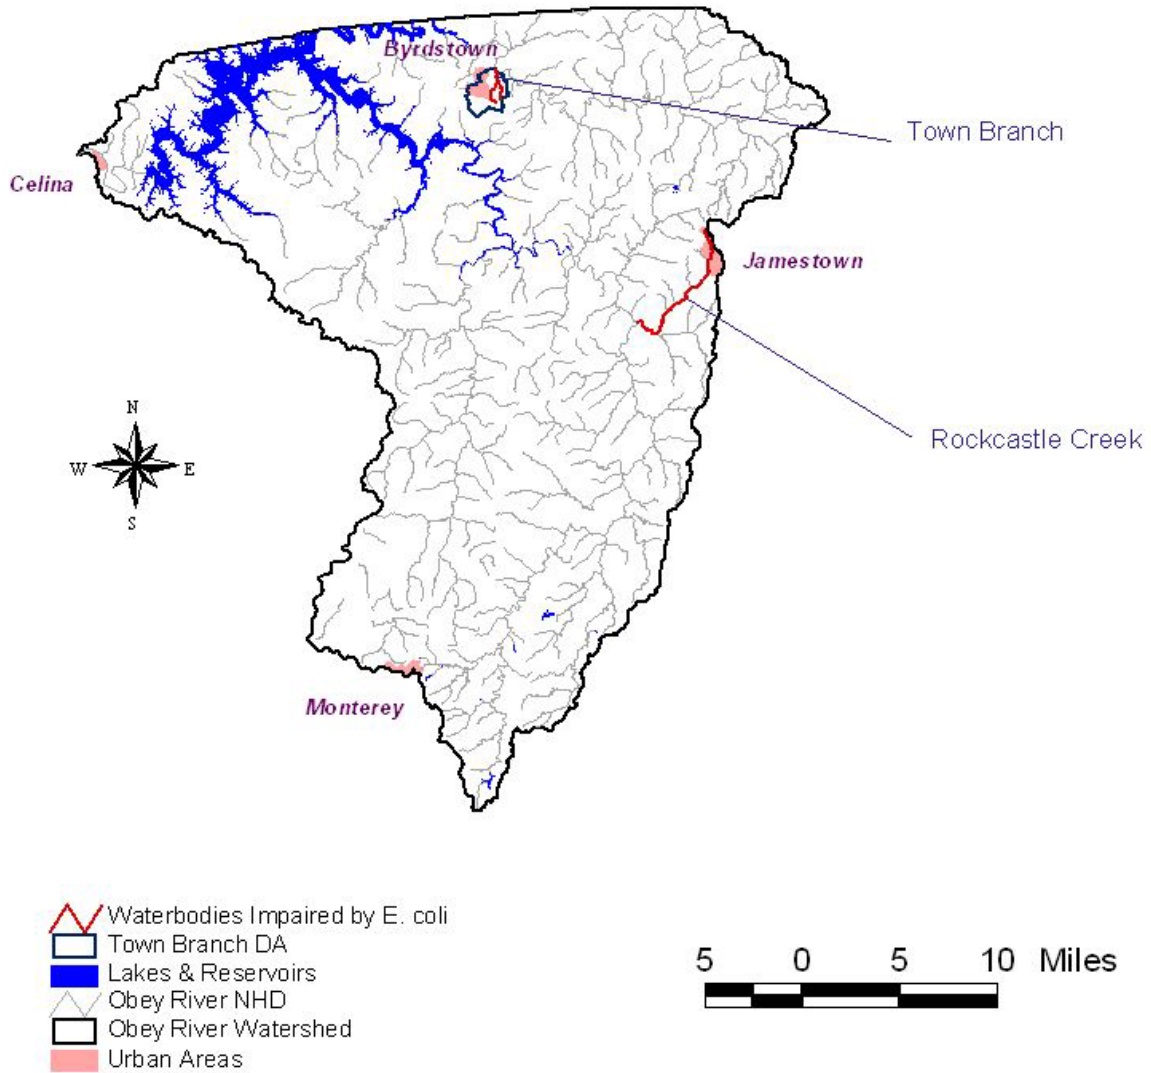 Byrdstown
Town Branch
Celina
Jamestown
N
W E
S
Rockcastle Creek
Monterey
Waterbodies Impaired by E. coli
Town Branch DA
Lakes & Reservoirs
Obey River NHD
Obey River Watershed
Urban Areas
5 0 5 10 Miles